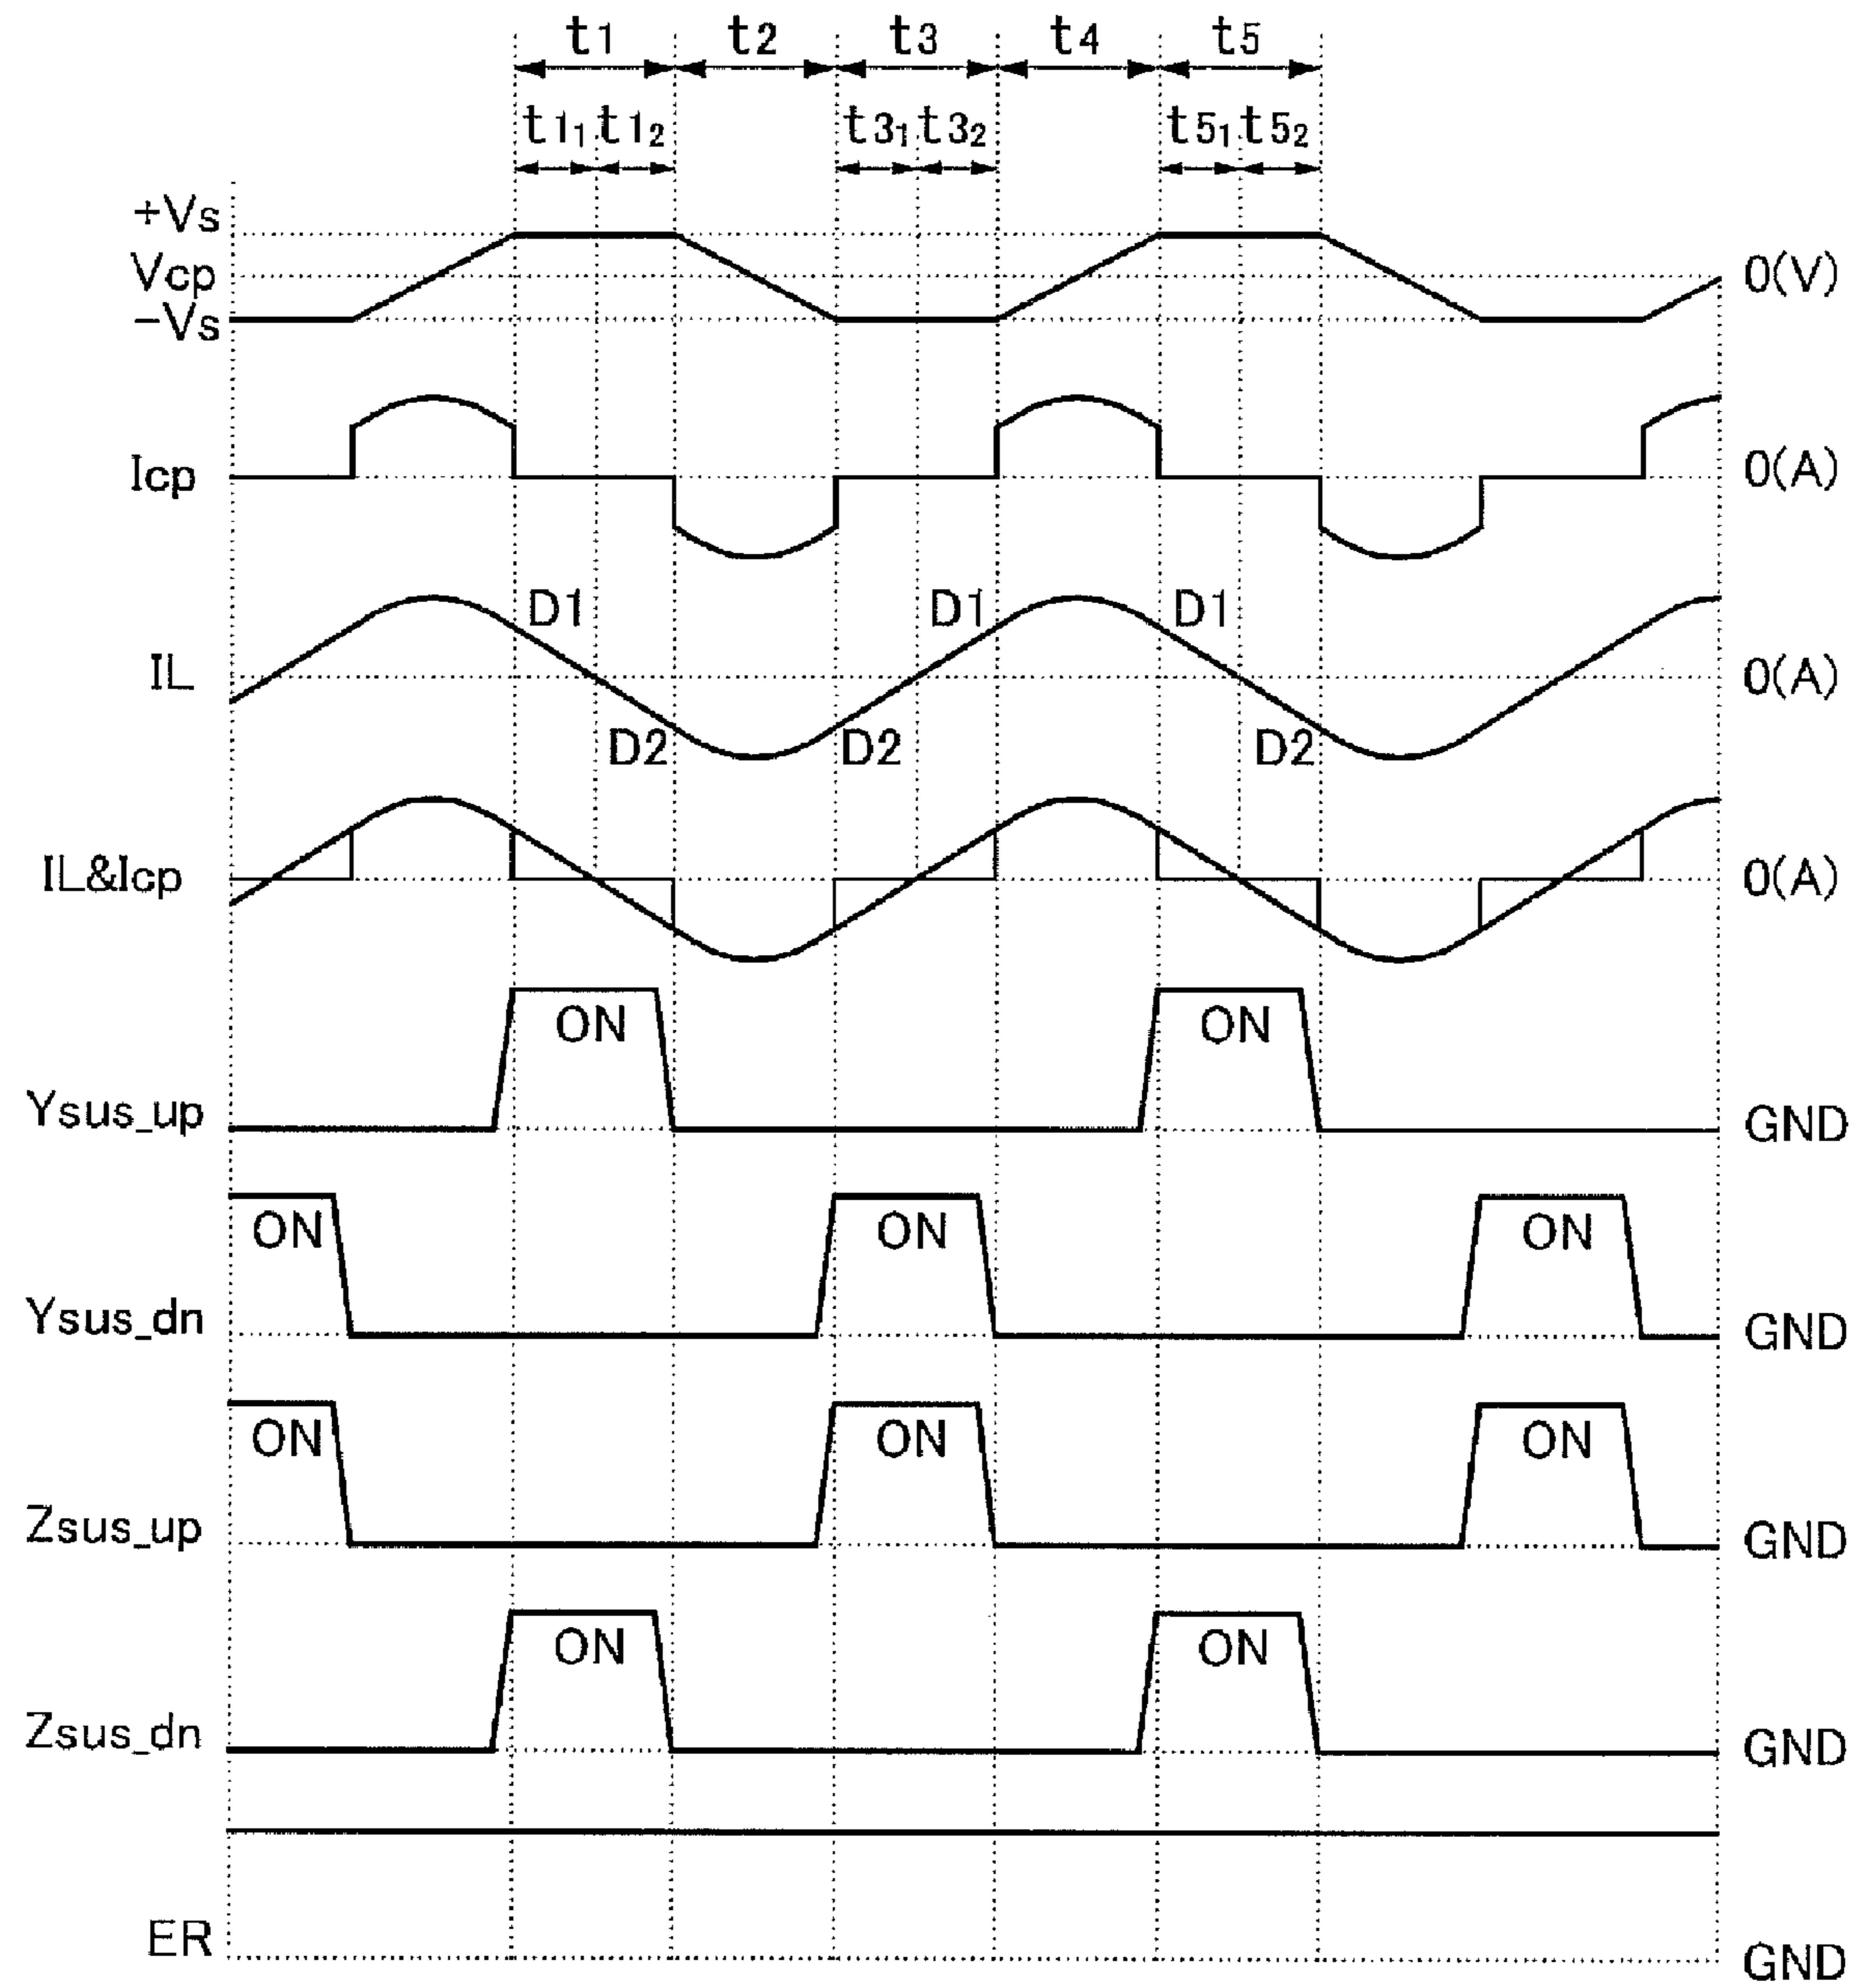 t1 t2 t3 t4 t5
t1₁ t1₂ t3₁ t3₂ t5₁ t5₂
+Vs
Vcp 0(V)
-Vs
Icp 0(A)
D1 D1 D1
IL 0(A)
D2 D2 D2
IL&Icp 0(A)
ON ON
Ysus_up GND
ON ON ON
Ysus_dn GND
ON ON ON
Zsus_up GND
ON ON
Zsus_dn GND
ER GND